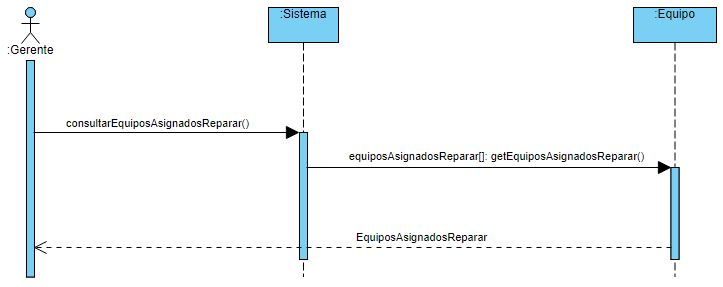 :Gerente
:Sistema
:Equipo
consultarEquiposAsignadosReparar()
equiposAsignadosReparar[]: getEquiposAsignadosReparar()
EquiposAsignadosReparar